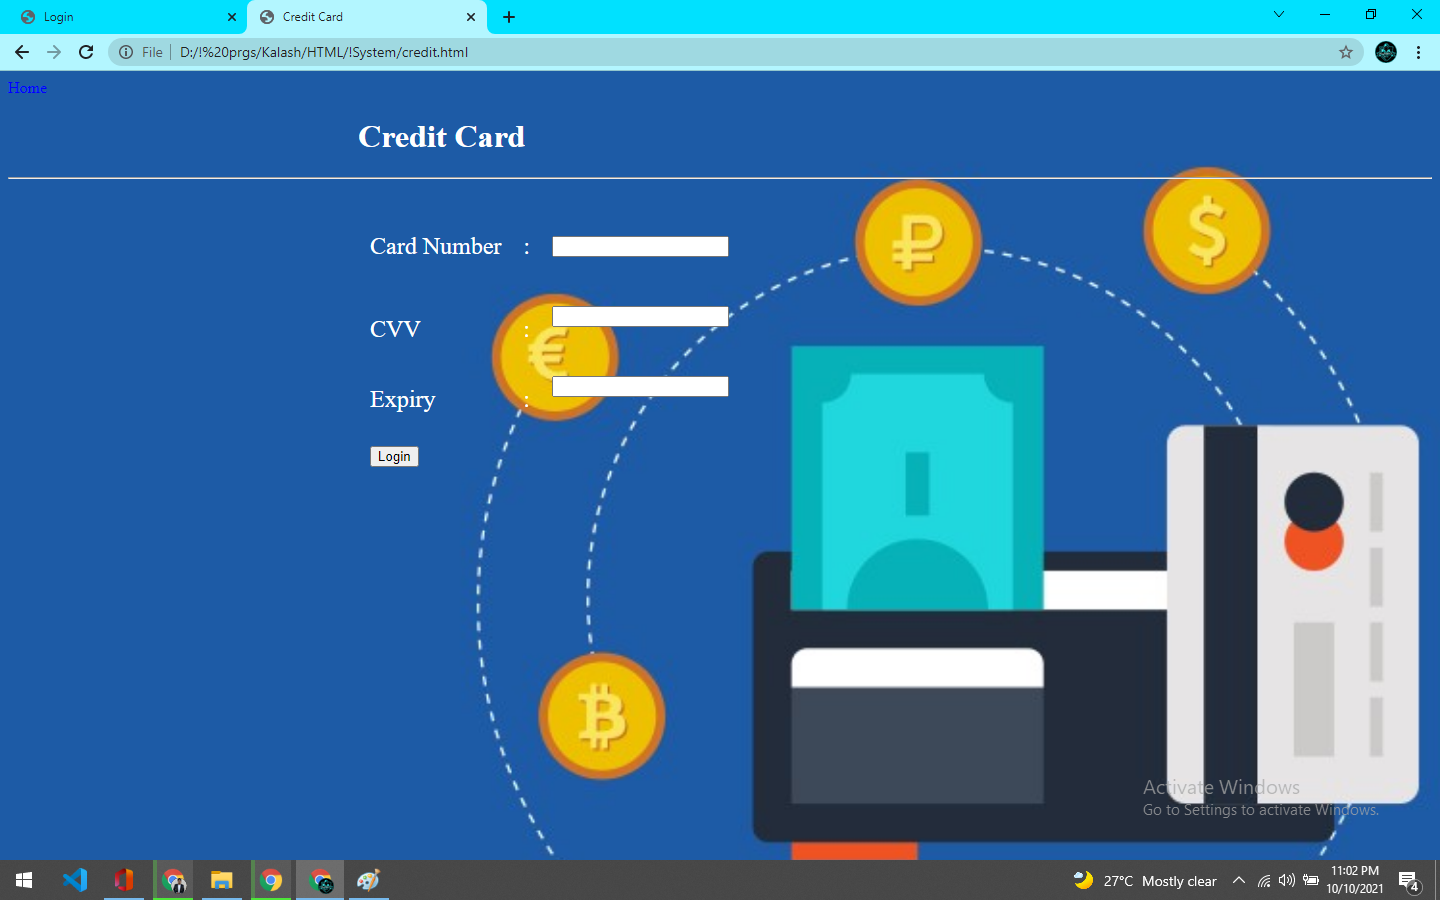 Login
Credit Card
File
D:/!%20prgs/Kalash/HTML/!System/credit.html
Home
Credit Card
Card Number :
CVV :
Expiry :
Login
₽
$
€
₿
Activate Windows
Go to Settings to activate Windows.
27°C Mostly clear
11:02 PM
10/10/2021
4